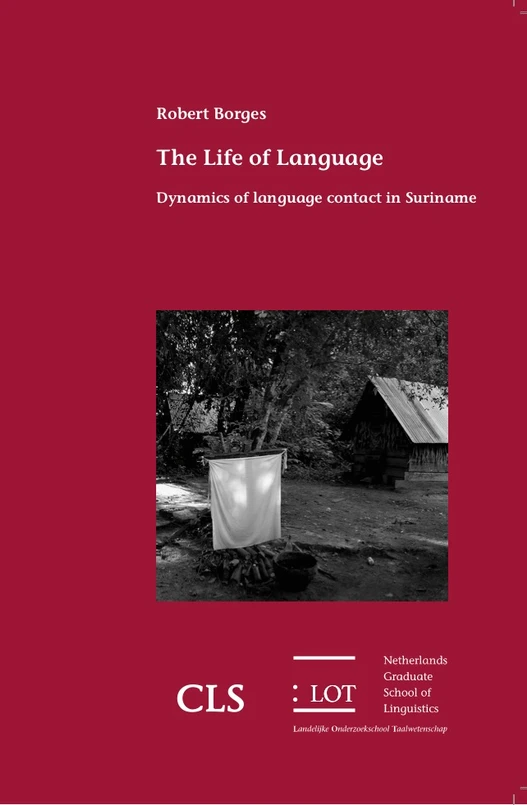 Robert Borges
The Life of Language
Dynamics of language contact in Suriname
CLS
: LOT
Netherlands
Graduate
School of
Linguistics
Landelijke Onderzoekschool Taalwetenschap